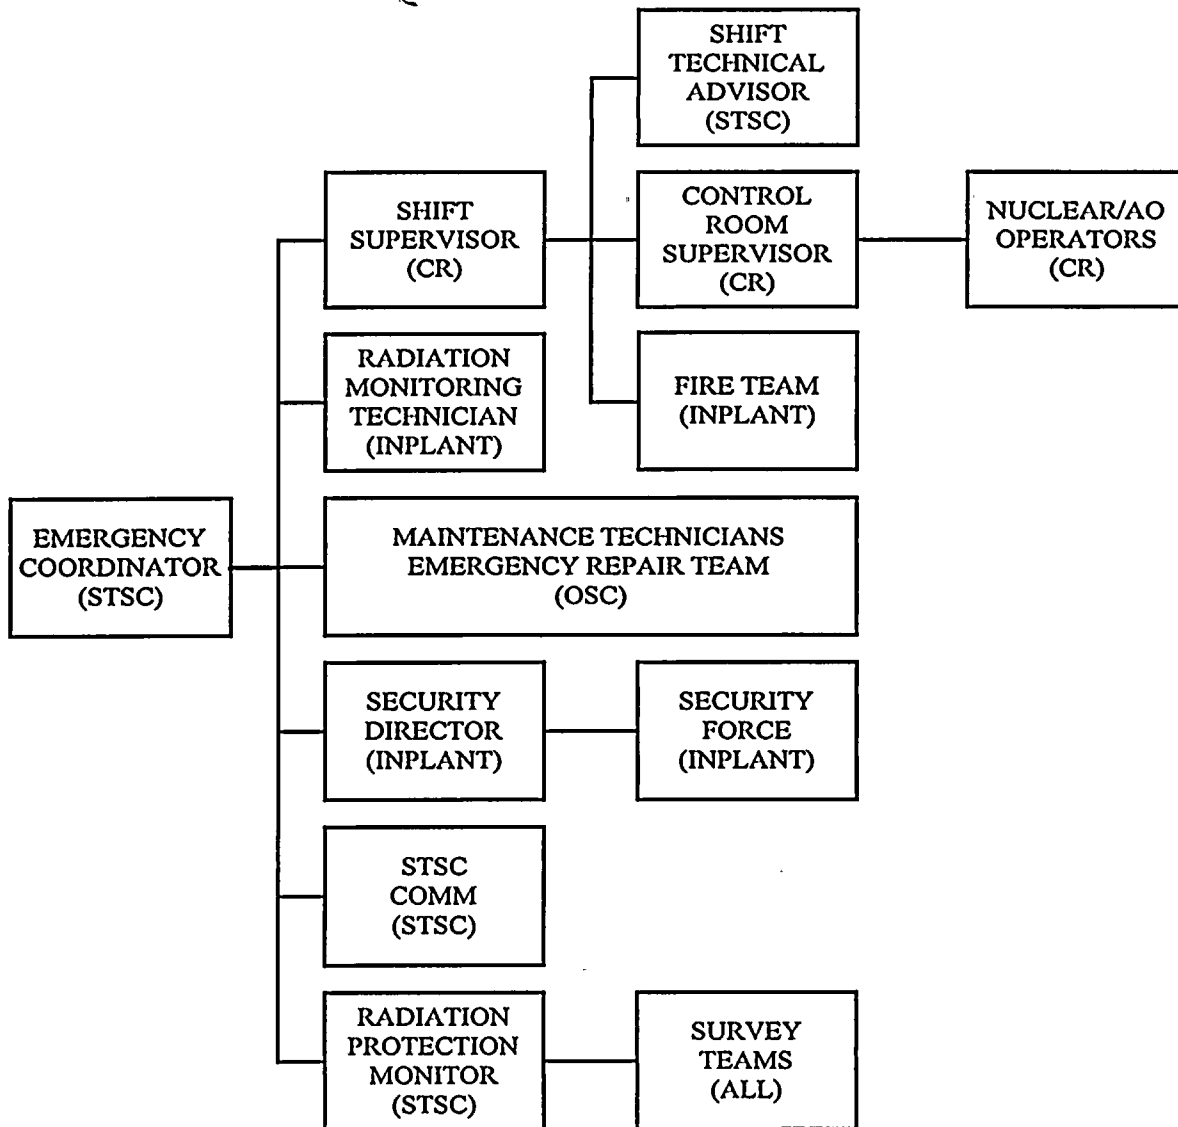 SHIFT
TECHNICAL
ADVISOR
(STSC)
SHIFT
SUPERVISOR
(CR)
CONTROL
ROOM
SUPERVISOR
(CR)
NUCLEAR/AO
OPERATORS
(CR)
RADIATION
MONITORING
TECHNICIAN
(INPLANT)
FIRE TEAM
(INPLANT)
EMERGENCY
COORDINATOR
(STSC)
MAINTENANCE TECHNICIANS
EMERGENCY REPAIR TEAM
(OSC)
SECURITY
DIRECTOR
(INPLANT)
SECURITY
FORCE
(INPLANT)
STSC
COMM
(STSC)
RADIATION
PROTECTION
MONITOR
(STSC)
SURVEY
TEAMS
(ALL)